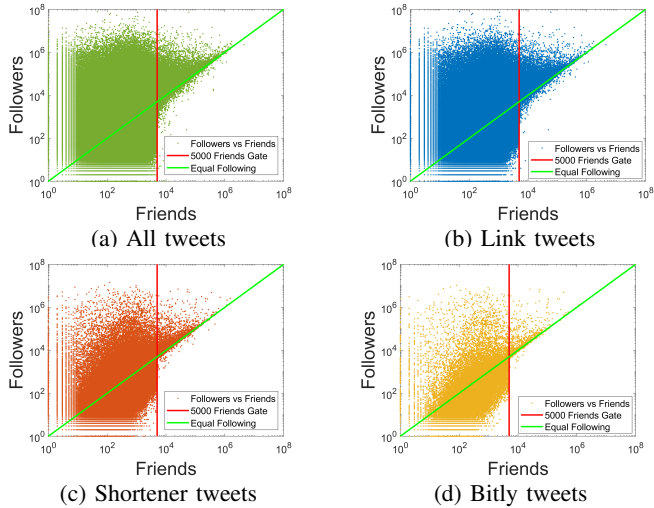 10^8
10^6
10^4
10^2
10^0
Followers
Followers vs Friends
5000 Friends Gate
Equal Following
10^0 10^2 10^4 10^6 10^8
Friends
(a) All tweets
10^8
10^6
10^4
10^2
10^0
Followers
Followers vs Friends
5000 Friends Gate
Equal Following
10^0 10^2 10^4 10^6 10^8
Friends
(b) Link tweets
10^8
10^6
10^4
10^2
10^0
Followers
Followers vs Friends
5000 Friends Gate
Equal Following
10^0 10^2 10^4 10^6 10^8
Friends
(c) Shortener tweets
10^8
10^6
10^4
10^2
10^0
Followers
Followers vs Friends
5000 Friends Gate
Equal Following
10^0 10^2 10^4 10^6 10^8
Friends
(d) Bitly tweets